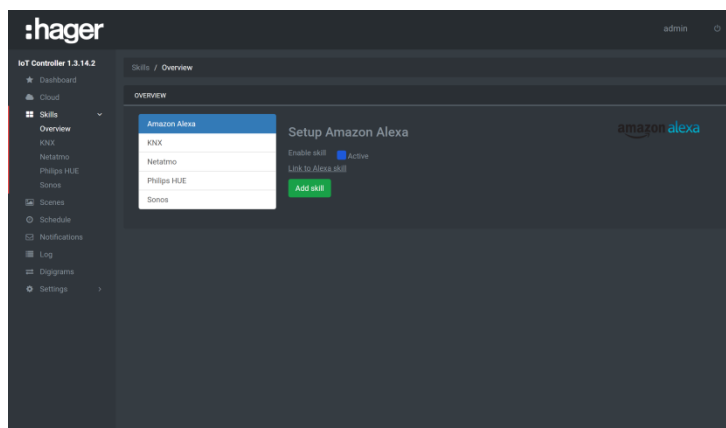 :hager
admin
IoT Controller 1.3.14.2
Dashboard
Cloud
Skills
Overview
KNX
Netatmo
Philips HUE
Sonos
Scenes
Schedule
Notifications
Log
Digigrams
Settings
Skills / Overview
OVERVIEW
Amazon Alexa
KNX
Netatmo
Philips HUE
Sonos
Setup Amazon Alexa
Enable skill Active
Link to Alexa skill
Add skill
amazon alexa